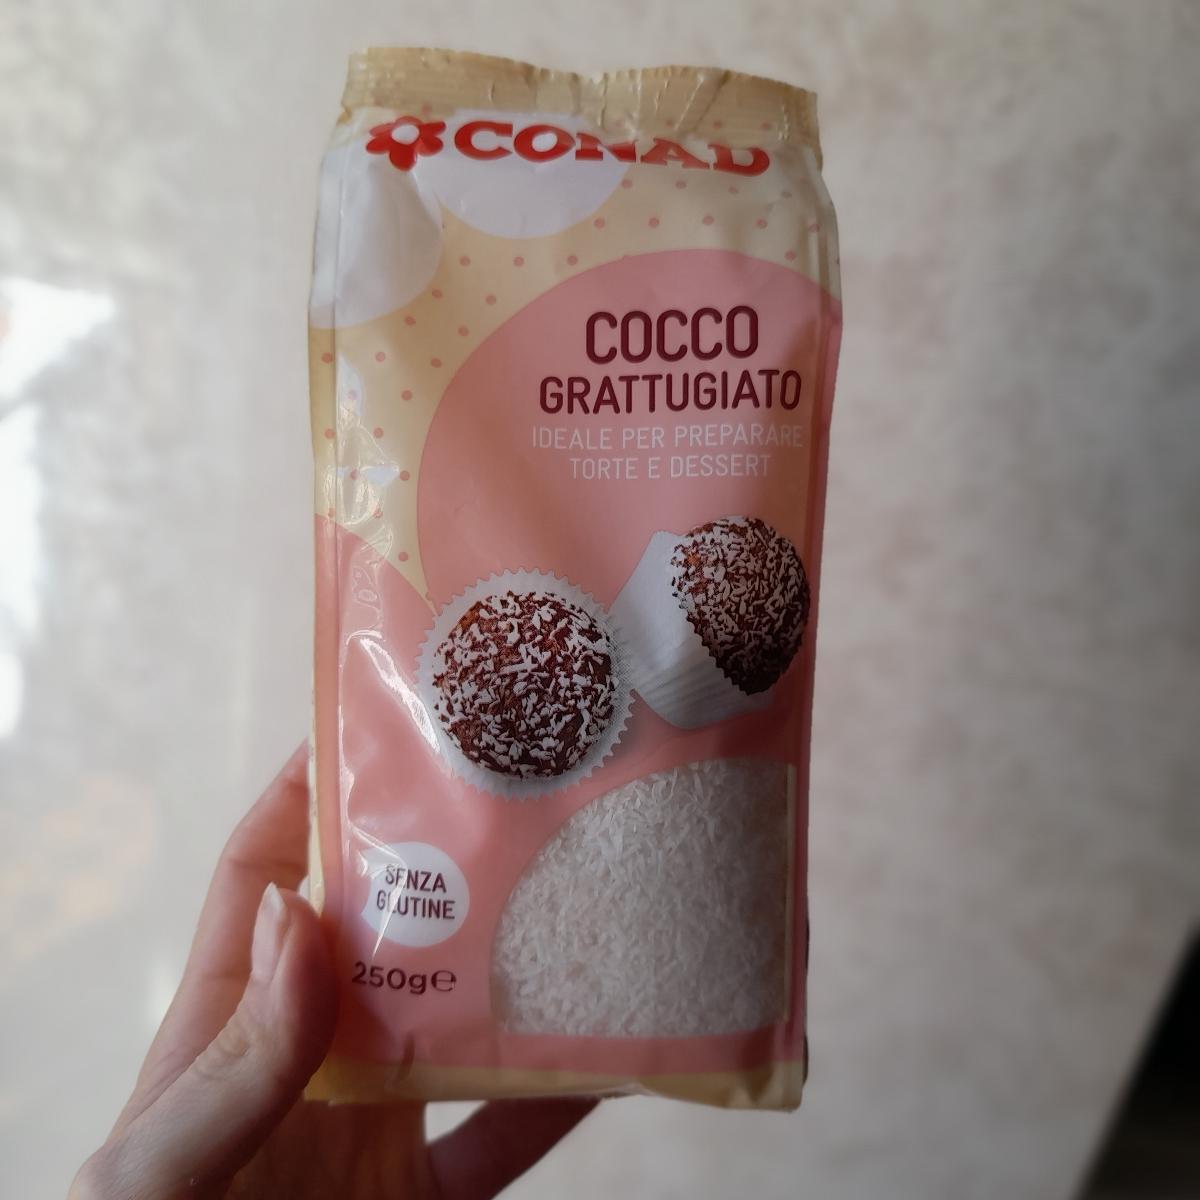 CONAD
COCCO
GRATTUGIATO
IDEALE PER PREPARARE
TORTE E DESSERT
SENZA
GLUTINE
250g℮